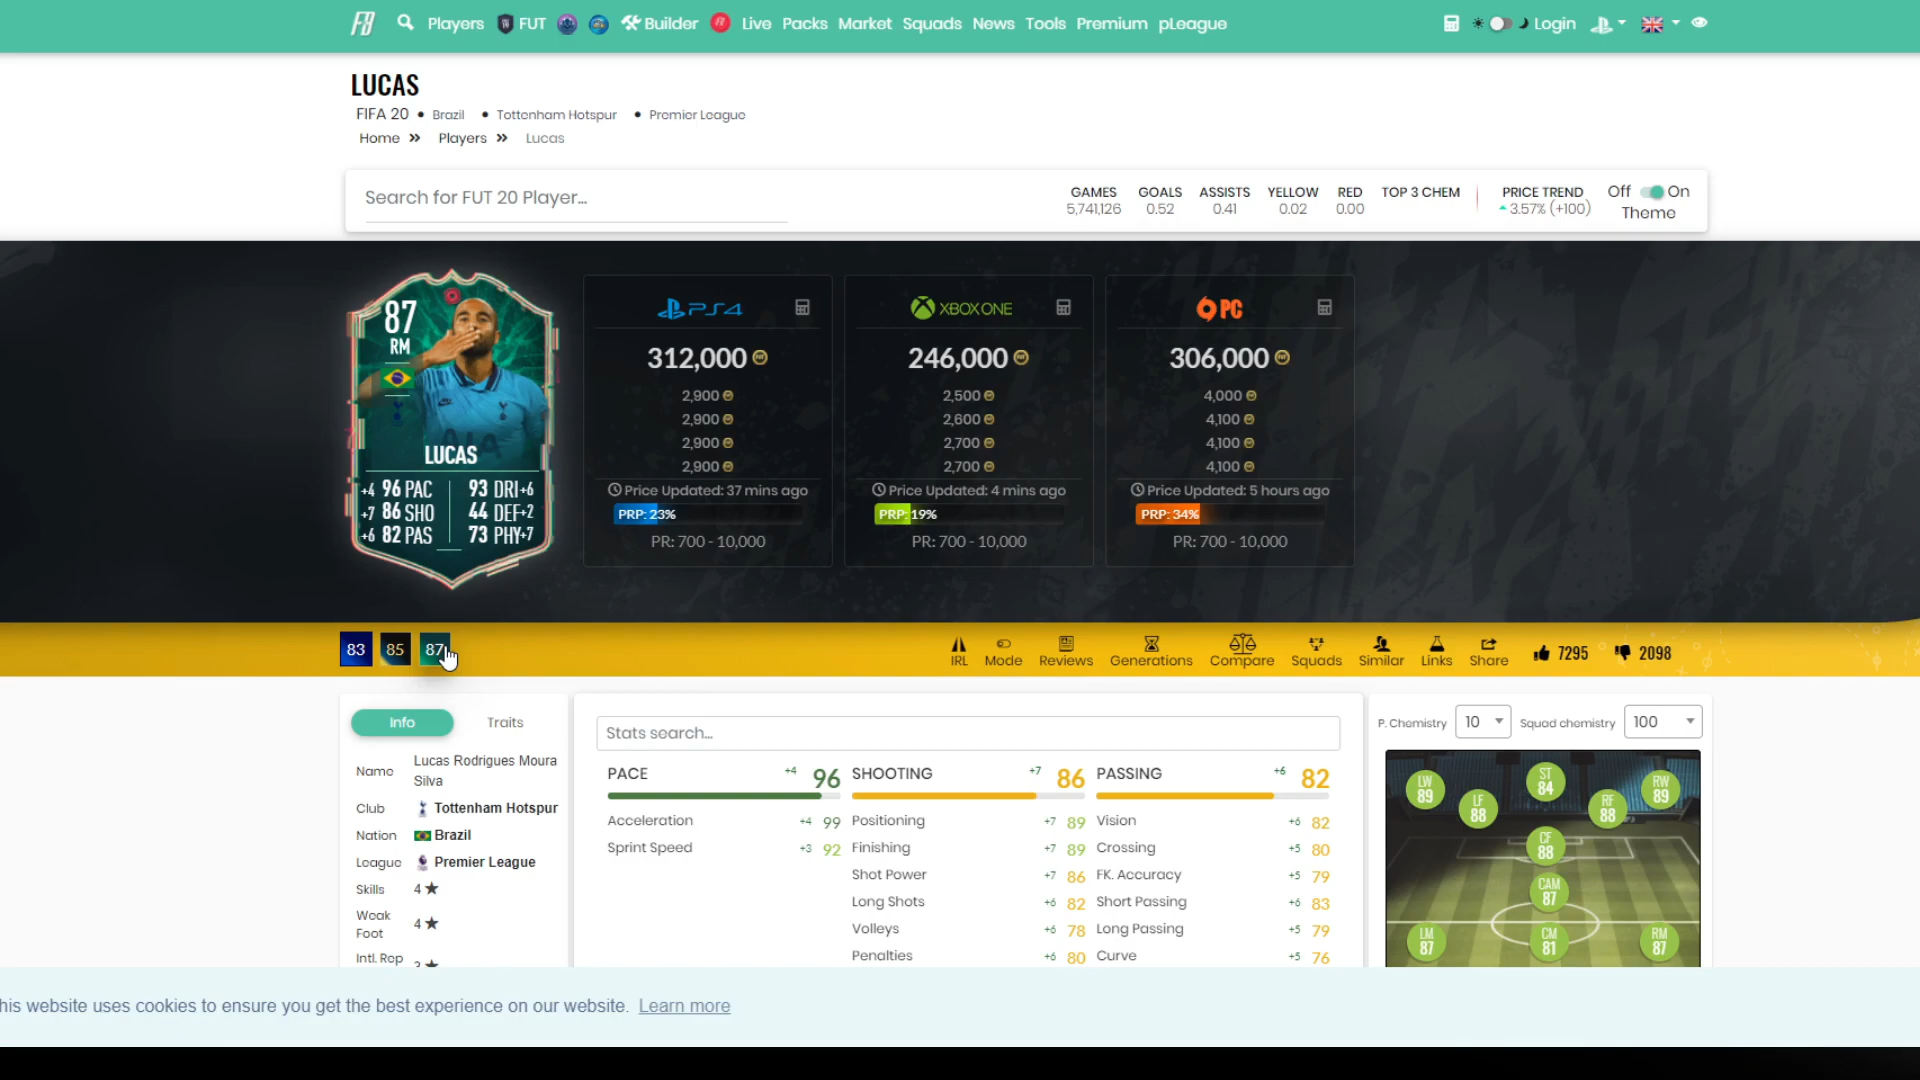 Players FUT Builder Live Packs Market Squads News Tools Premium pLeague Login
LUCAS
FIFA 20 • Brazil • Tottenham Hotspur • Premier League
Home » Players » Lucas
Search for FUT 20 Player...
GAMES GOALS ASSISTS YELLOW RED TOP 3 CHEM PRICE TREND Off On
5,741,126 0.52 0.41 0.02 0.00 3.57% (+100) Theme
87
RM
LUCAS
+4 96 PAC 93 DRI +6
+7 86 SHO 44 DEF +2
+6 82 PAS 73 PHY +7
PS4
312,000
2,900
2,900
2,900
2,900
Price Updated: 37 mins ago
PRP: 23%
PR: 700 - 10,000
XBOX ONE
246,000
2,500
2,600
2,700
2,700
Price Updated: 4 mins ago
PRP: 19%
PR: 700 - 10,000
PC
306,000
4,000
4,100
4,100
4,100
Price Updated: 5 hours ago
PRP: 34%
PR: 700 - 10,000
83 85 87
IRL Mode Reviews Generations Compare Squads Similar Links Share 7295 2098
Info Traits
Name Lucas Rodrigues Moura
Silva
Club Tottenham Hotspur
Nation Brazil
League Premier League
Skills 4★
Weak
Foot 4★
Intl. Rep
Stats search...
PACE +4 96
Acceleration +4 99
Sprint Speed +3 92
SHOOTING +7 86
Positioning +7 89
Finishing +7 89
Shot Power +7 86
Long Shots +6 82
Volleys +6 78
Penalties +6 80
PASSING +6 82
Vision +6 82
Crossing +5 80
FK. Accuracy +5 79
Short Passing +6 83
Long Passing +5 79
Curve +5 76
P. Chemistry 10 Squad chemistry 100
LW 89
ST 84
RW 89
LF 88
RF 88
CF 88
CAM 87
LM 87
CM 81
RM 87
his website uses cookies to ensure you get the best experience on our website. Learn more